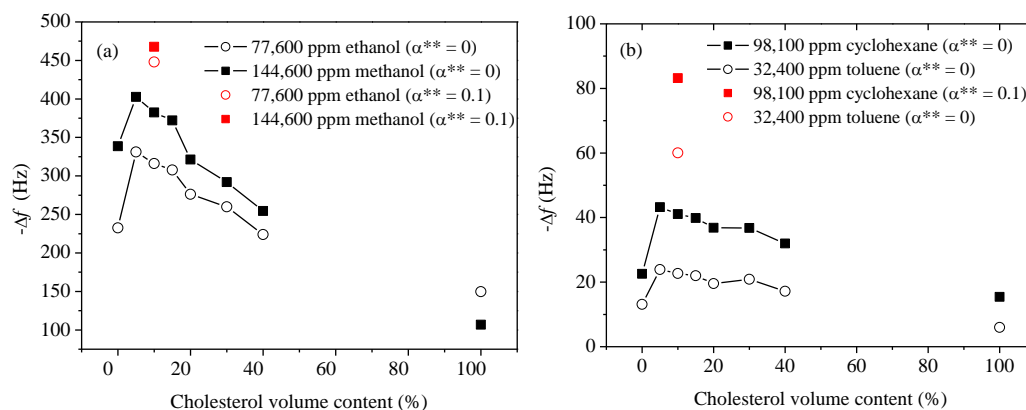 (a)
77,600 ppm ethanol (α** = 0)
144,600 ppm methanol (α** = 0)
77,600 ppm ethanol (α** = 0.1)
144,600 ppm methanol (α** = 0.1)
500
450
400
350
300
250
200
150
100
-Δf (Hz)
0 20 40 60 80 100
Cholesterol volume content (%)
(b)
98,100 ppm cyclohexane (α** = 0)
32,400 ppm toluene (α** = 0)
98,100 ppm cyclohexane (α** = 0.1)
32,400 ppm toluene (α** = 0)
100
80
60
40
20
0
-Δf (Hz)
0 20 40 60 80 100
Cholesterol volume content (%)